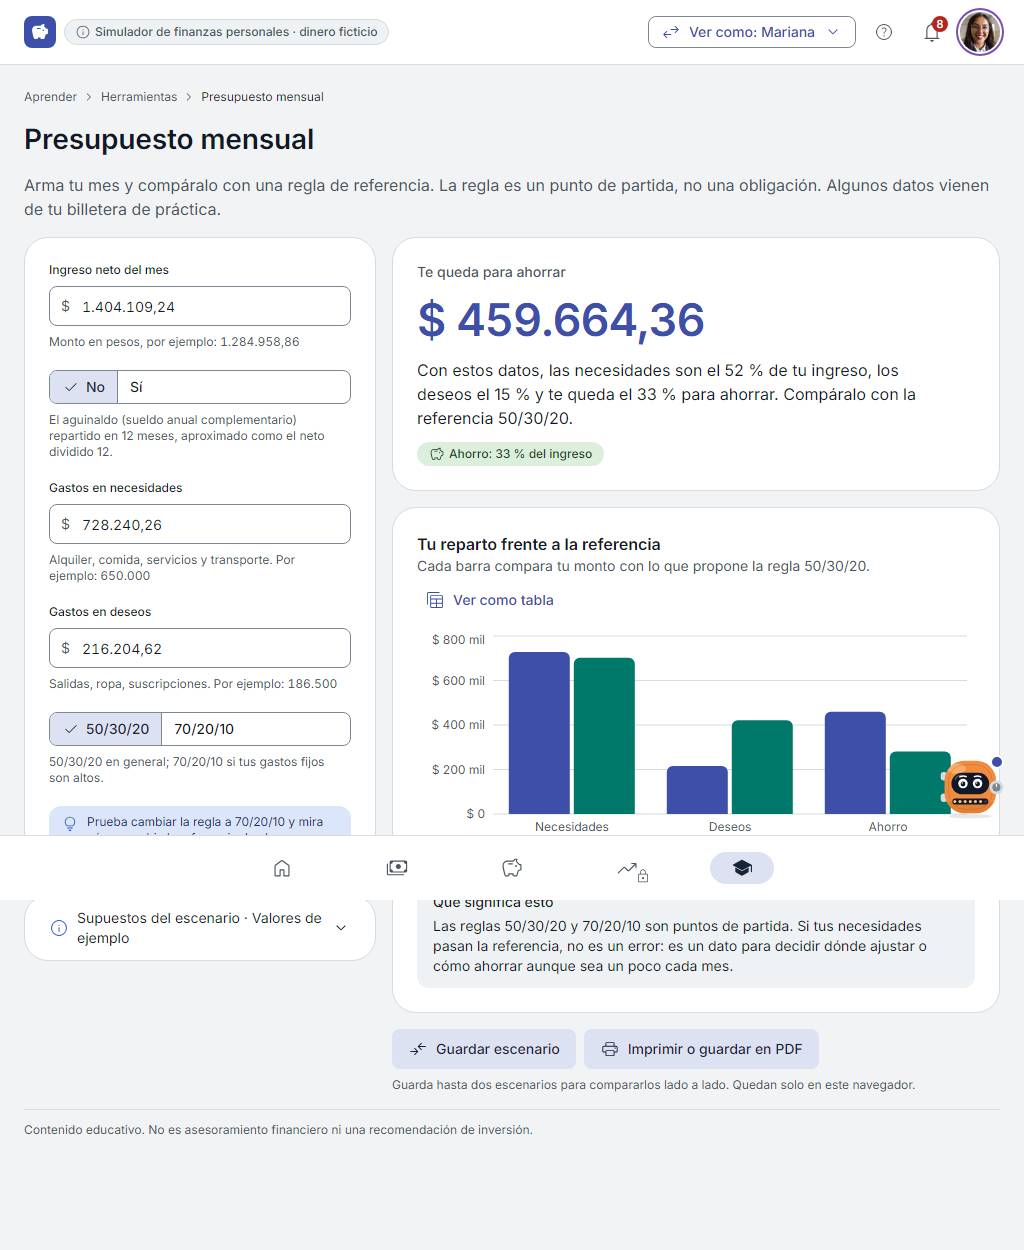 Simulador de finanzas personales · dinero ficticio
Ver como: Mariana
8
Aprender
Herramientas
Presupuesto mensual
Presupuesto mensual
Arma tu mes y compáralo con una regla de referencia. La regla es un punto de partida, no una obligación. Algunos datos vienen
de tu billetera de práctica.
Ingreso neto del mes
$ 1.404.109,24
Monto en pesos, por ejemplo: 1.284.958,86
No
Sí
El aguinaldo (sueldo anual complementario)
repartido en 12 meses, aproximado como el neto
dividido 12.
Gastos en necesidades
$ 728.240,26
Alquiler, comida, servicios y transporte. Por
ejemplo: 650.000
Gastos en deseos
$ 216.204,62
Salidas, ropa, suscripciones. Por ejemplo: 186.500
50/30/20
70/20/10
50/30/20 en general; 70/20/10 si tus gastos fijos
son altos.
Prueba cambiar la regla a 70/20/10 y mira
Supuestos del escenario · Valores de
ejemplo
Te queda para ahorrar
$ 459.664,36
Con estos datos, las necesidades son el 52 % de tu ingreso, los
deseos el 15 % y te queda el 33 % para ahorrar. Compáralo con la
referencia 50/30/20.
Ahorro: 33 % del ingreso
Tu reparto frente a la referencia
Cada barra compara tu monto con lo que propone la regla 50/30/20.
Ver como tabla
$ 800 mil
$ 600 mil
$ 400 mil
$ 200 mil
$ 0
Necesidades
Deseos
Ahorro
Qué significa esto
Las reglas 50/30/20 y 70/20/10 son puntos de partida. Si tus necesidades
pasan la referencia, no es un error: es un dato para decidir dónde ajustar o
cómo ahorrar aunque sea un poco cada mes.
Guardar escenario
Imprimir o guardar en PDF
Guarda hasta dos escenarios para compararlos lado a lado. Quedan solo en este navegador.
Contenido educativo. No es asesoramiento financiero ni una recomendación de inversión.